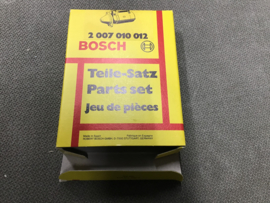 2 007 010 012
BOSCH
Teile-Satz
Parts set
jeu de pièces